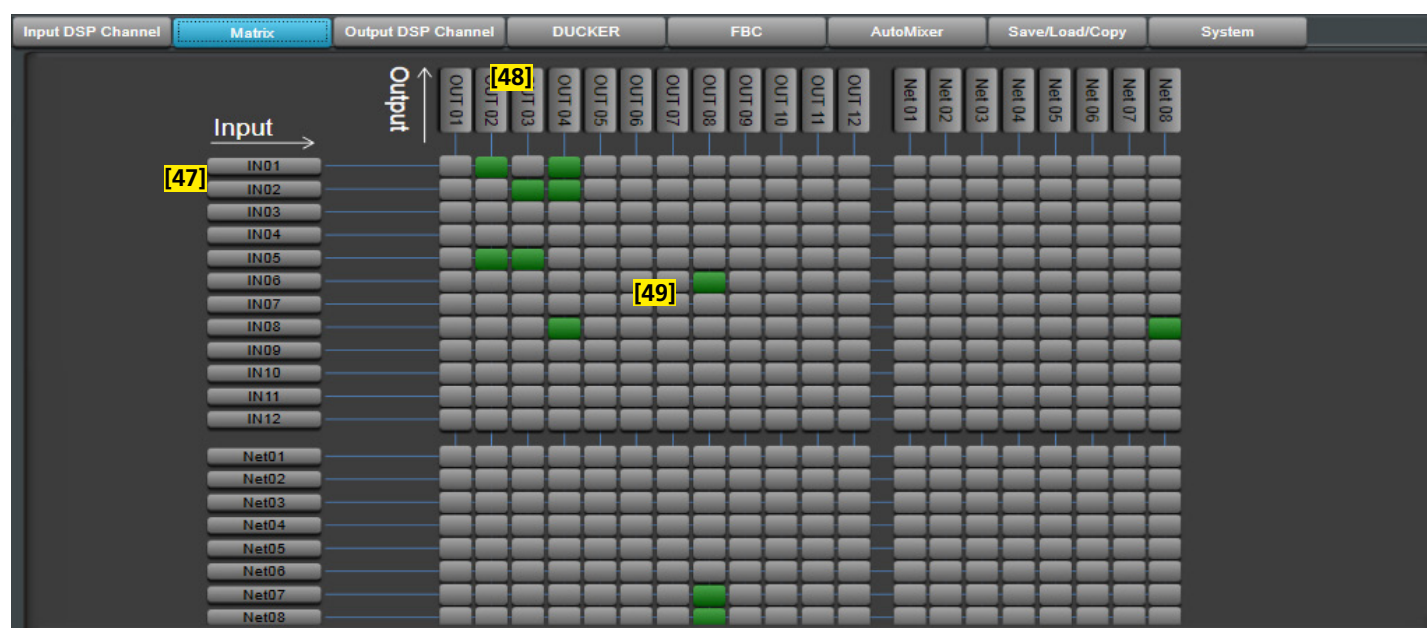 Input DSP Channel Matrix Output DSP Channel DUCKER FBC AutoMixer Save/Load/Copy System
Output
OUT 01 OUT 02 OUT 03 OUT 04 OUT 05 OUT 06 OUT 07 OUT 08 OUT 09 OUT 10 OUT 11 OUT 12 Net 01 Net 02 Net 03 Net 04 Net 05 Net 06 Net 07 Net 08
[48]
Input
IN01
[47]
IN02
IN03
IN04
IN05
IN06
[49]
IN07
IN08
IN09
IN10
IN11
IN12
Net01
Net02
Net03
Net04
Net05
Net06
Net07
Net08